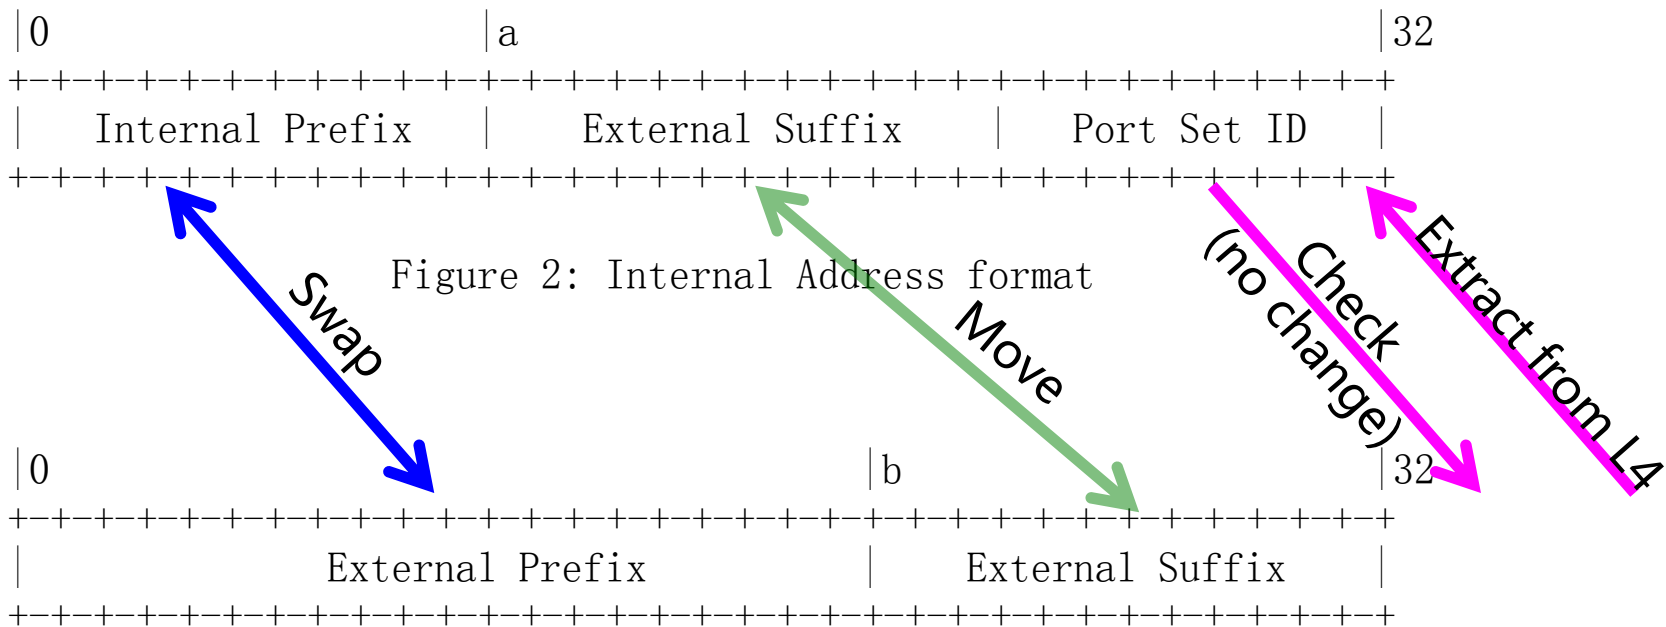 |0 |a |32
+-+-+-+-+-+-+-+-+-+-+-+-+-+-+-+-+-+-+-+-+-+-+-+-+-+-+-+-+-+-+-+-+
| Internal Prefix | External Suffix | Port Set ID |
+-+-+-+-+-+-+-+-+-+-+-+-+-+-+-+-+-+-+-+-+-+-+-+-+-+-+-+-+-+-+-+-+
Figure 2: Internal Address format
Swap
Move
Check
(no change)
Extract from L4
|0 |b |32
+-+-+-+-+-+-+-+-+-+-+-+-+-+-+-+-+-+-+-+-+-+-+-+-+-+-+-+-+-+-+-+-+
| External Prefix | External Suffix |
+-+-+-+-+-+-+-+-+-+-+-+-+-+-+-+-+-+-+-+-+-+-+-+-+-+-+-+-+-+-+-+-+